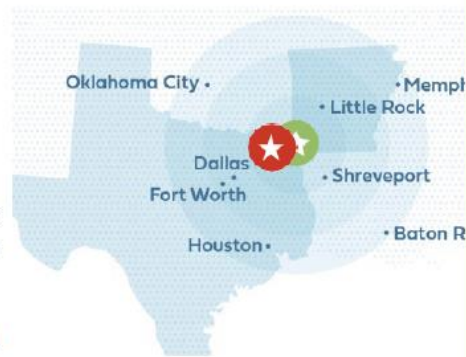 Oklahoma City
Memph
Little Rock
Dallas
Shreveport
Fort Worth
Baton R
Houston